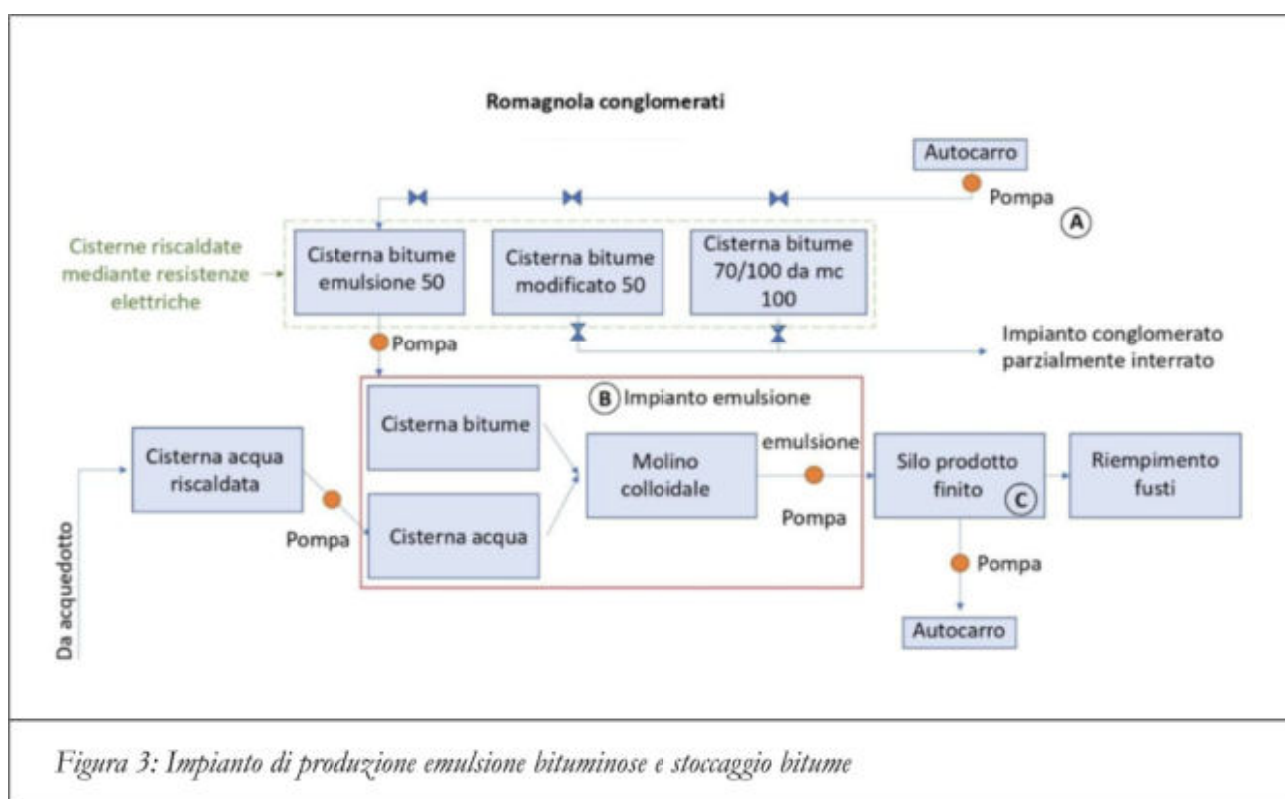 Romagnola conglomerati
Autocarro
Pompa
A
Cisterne riscaldate
mediante resistenze
elettriche
Cisterna bitume
emulsione 50
Cisterna bitume
modificato 50
Cisterna bitume
70/100 da mc
100
Pompa
Impianto conglomerato
parzialmente interrato
B Impianto emulsione
Cisterna bitume
Cisterna acqua
riscaldata
Pompa
Cisterna acqua
Molino
colloidale
emulsione
Pompa
Silo prodotto
finito
C
Riempimento
fusti
Pompa
Autocarro
Da acquedotto
Figura 3: Impianto di produzione emulsione bituminose e stoccaggio bitume